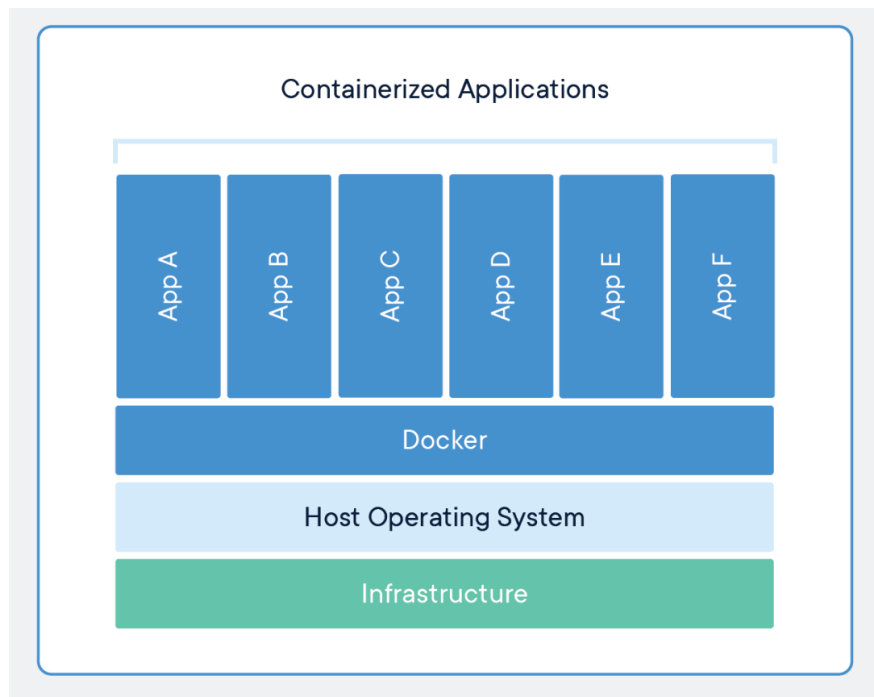 Containerized Applications
App A
App B
App C
App D
App E
App F
Docker
Host Operating System
Infrastructure